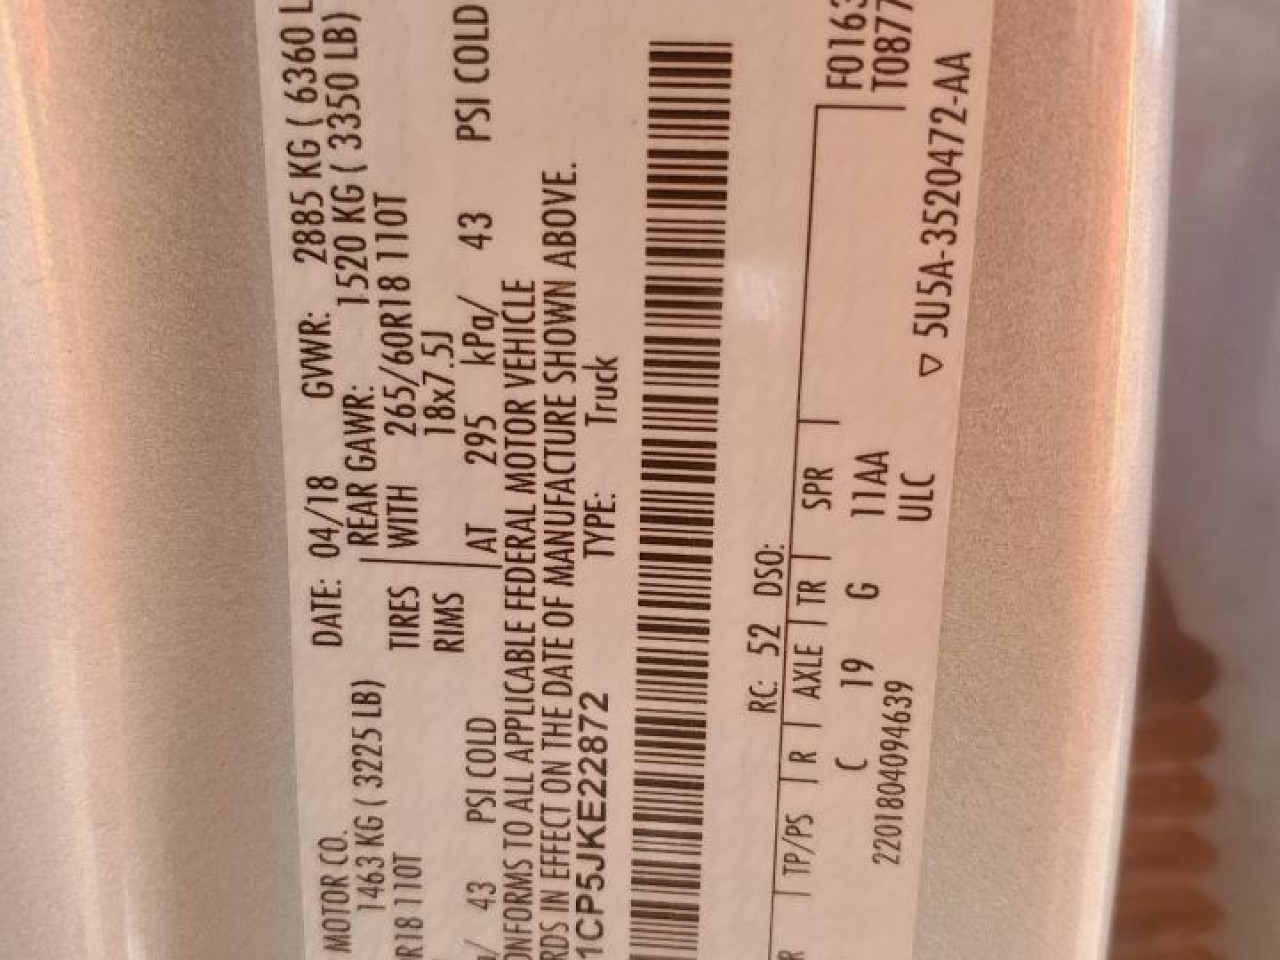 MOTOR CO. DATE: 04/18 GVWR: 2885 KG ( 6360 L
1463 KG ( 3225 LB) REAR GAWR: 1520 KG ( 3350 LB)
R18 110T TIRES WITH 265/60R18 110T
RIMS 18x7.5J
a/ 43 PSI COLD AT 295 kPa/ 43 PSI COLD
ONFORMS TO ALL APPLICABLE FEDERAL MOTOR VEHICLE
RDS IN EFFECT ON THE DATE OF MANUFACTURE SHOWN ABOVE.
1CP5JKE22872 TYPE: Truck
RC: 52 DSO:
R TP/PS R AXLE TR SPR
C 19 G 11AA F0163
2201804094639 ULC T0877
▽ 5U5A-3520472-AA